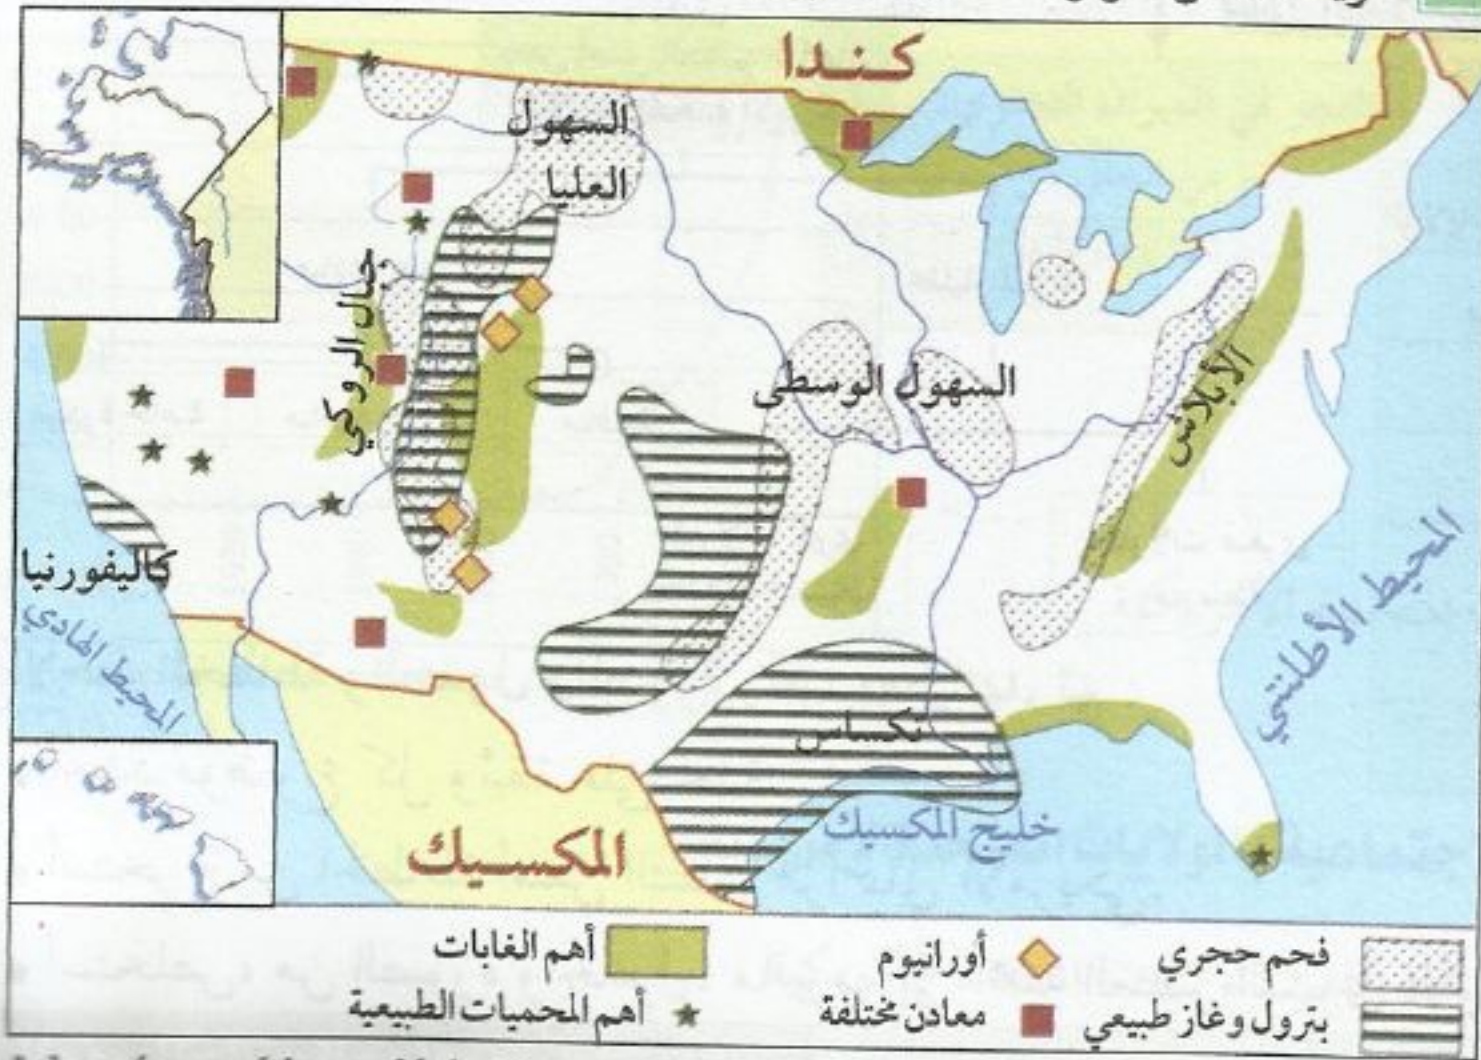 كندا
السهول
العليا
جبال الروكي
السهول الوسطى
الأبلاش
كاليفورنيا
المحيط الهادي
المحيط الأطلنتي
تكساس
خليج المكسيك
المكسيك
فحم حجري
أورانيوم
أهم الغابات
بترول وغاز طبيعي
معادن مختلفة
أهم المحميات الطبيعية